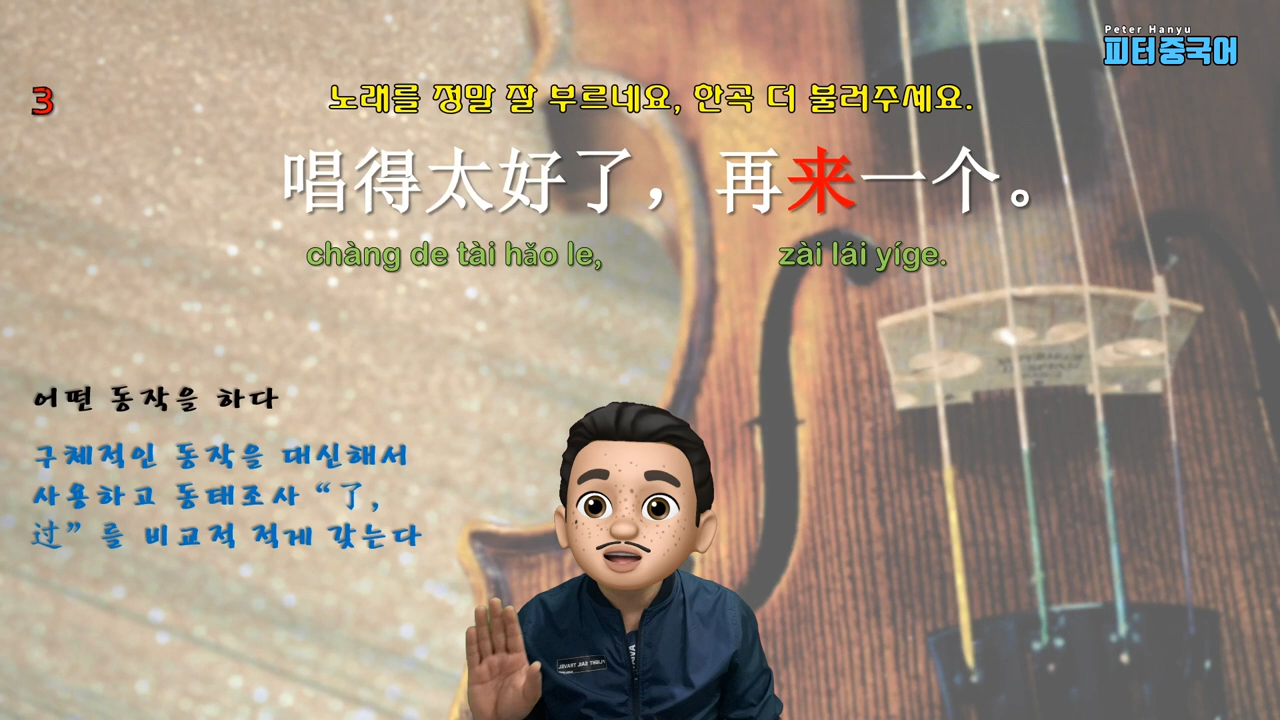 Peter Hanyu
피터중국어
3
노래를 정말 잘 부르네요, 한곡 더 불러주세요.
唱得太好了，再来一个。
chàng de tài hǎo le, zài lái yíge.
어떤 동작을 하다
구체적인 동작을 대신해서
사용하고 동태조사 “了,
过” 를 비교적 적게 갖는다